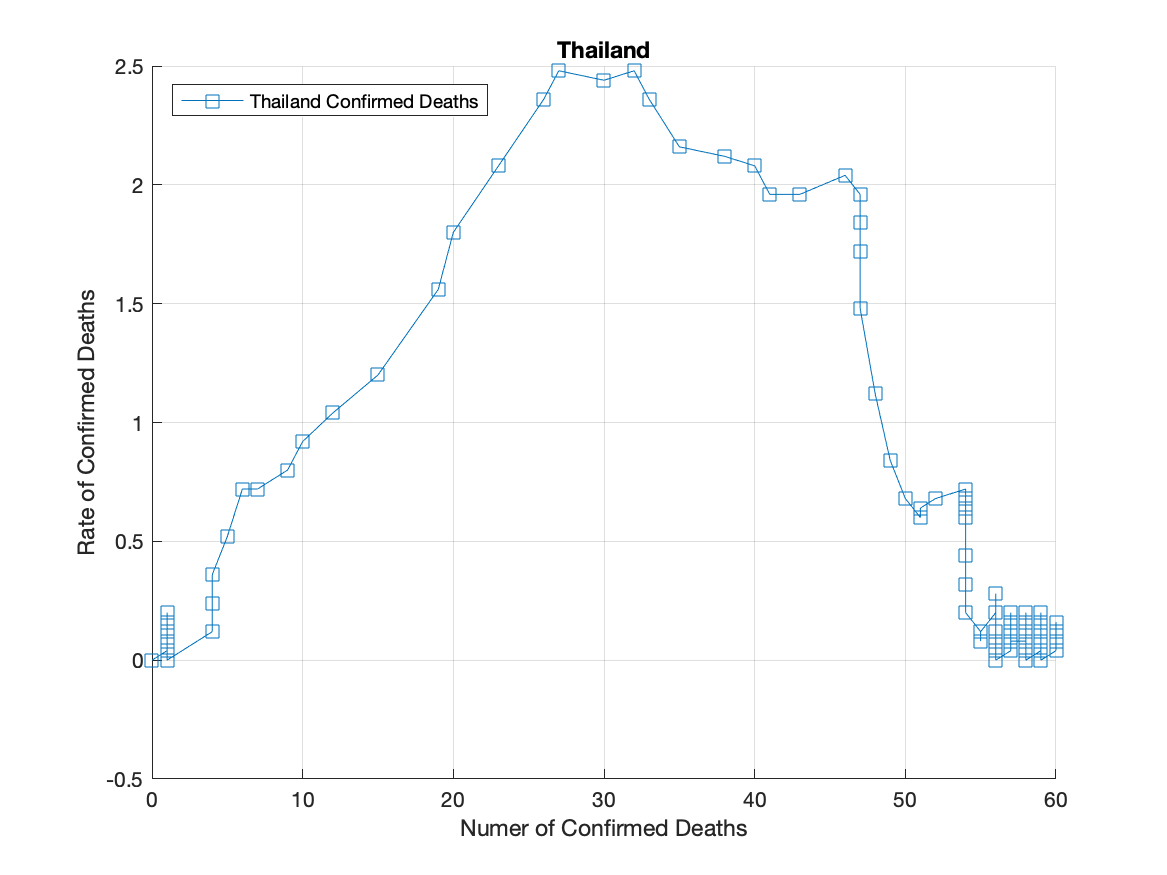 Thailand
Thailand Confirmed Deaths
2.5
2
1.5
1
0.5
0
-0.5
Rate of Confirmed Deaths
0 10 20 30 40 50 60
Numer of Confirmed Deaths